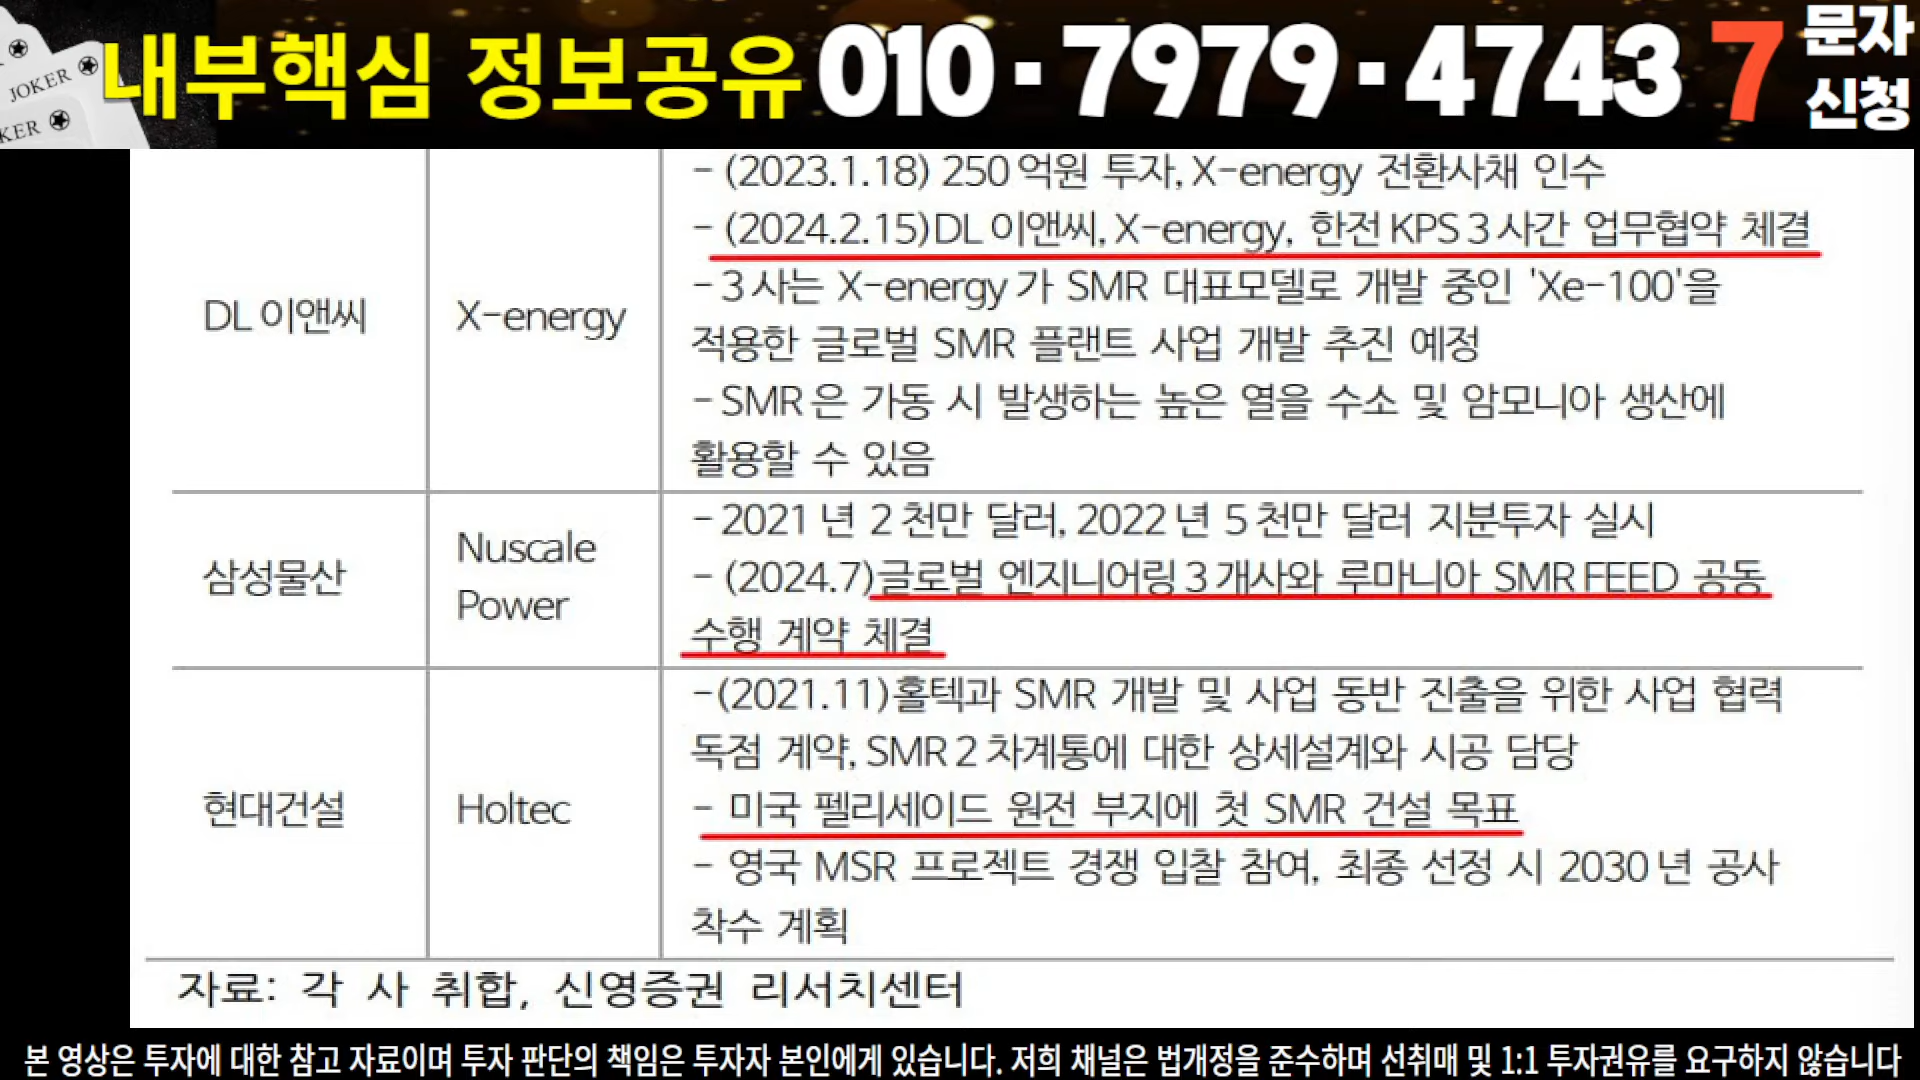 JOKER
KER
내부핵심 정보공유 010·7979·4743 7 문자
신청
- (2023.1.18) 250억원 투자, X-energy 전환사채 인수
- (2024.2.15)DL이앤씨, X-energy, 한전KPS 3사간 업무협약 체결
DL이앤씨
X-energy
- 3사는 X-energy가 SMR 대표모델로 개발 중인 'Xe-100'을
적용한 글로벌 SMR 플랜트 사업 개발 추진 예정
- SMR은 가동 시 발생하는 높은 열을 수소 및 암모니아 생산에
활용할 수 있음
삼성물산
Nuscale
Power
- 2021년 2천만 달러, 2022년 5천만 달러 지분투자 실시
- (2024.7)글로벌 엔지니어링 3개사와 루마니아 SMR FEED 공동
수행 계약 체결
현대건설
Holtec
-(2021.11)홀텍과 SMR 개발 및 사업 동반 진출을 위한 사업 협력
독점 계약, SMR 2차계통에 대한 상세설계와 시공 담당
- 미국 펠리세이드 원전 부지에 첫 SMR 건설 목표
- 영국 MSR 프로젝트 경쟁 입찰 참여, 최종 선정 시 2030년 공사
착수 계획
자료: 각 사 취합, 신영증권 리서치센터
본 영상은 투자에 대한 참고 자료이며 투자 판단의 책임은 투자자 본인에게 있습니다. 저희 채널은 법개정을 준수하며 선취매 및 1:1 투자권유를 요구하지 않습니다